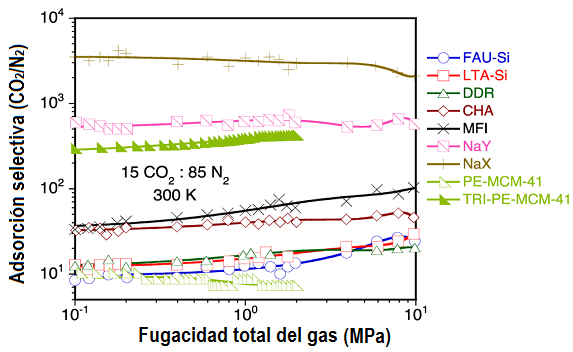 Adsorción selectiva (CO₂/N₂)
10⁴
10³
10²
10¹
15 CO₂ : 85 N₂
300 K
10⁻¹
10⁰
10¹
Fugacidad total del gas (MPa)
FAU-Si
LTA-Si
DDR
CHA
MFI
NaY
NaX
PE-MCM-41
TRI-PE-MCM-41